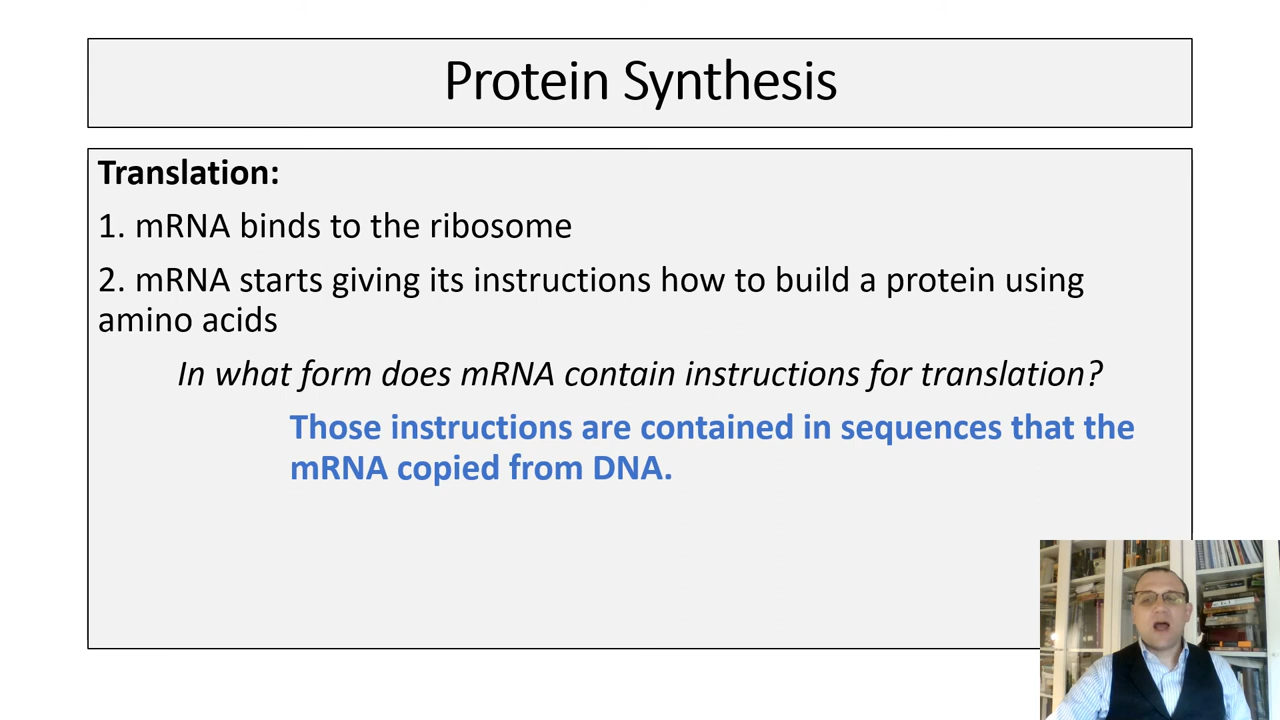 Protein Synthesis
Translation:
1. mRNA binds to the ribosome
2. mRNA starts giving its instructions how to build a protein using
amino acids
In what form does mRNA contain instructions for translation?
Those instructions are contained in sequences that the
mRNA copied from DNA.